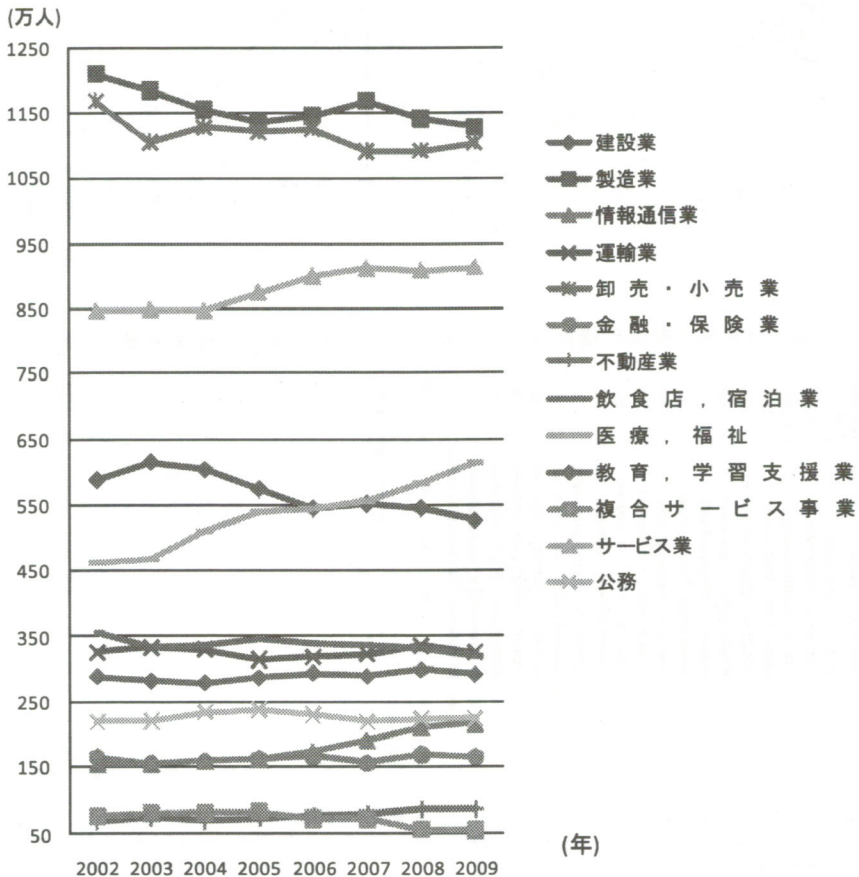 (万人)
1250
1150
1050
950
850
750
650
550
450
350
250
150
50
2002 2003 2004 2005 2006 2007 2008 2009
(年)
建設業
製造業
情報通信業
運輸業
卸売・小売業
金融・保険業
不動産業
飲食店,宿泊業
医療,福祉
教育,学習支援業
複合サービス事業
サービス業
公務